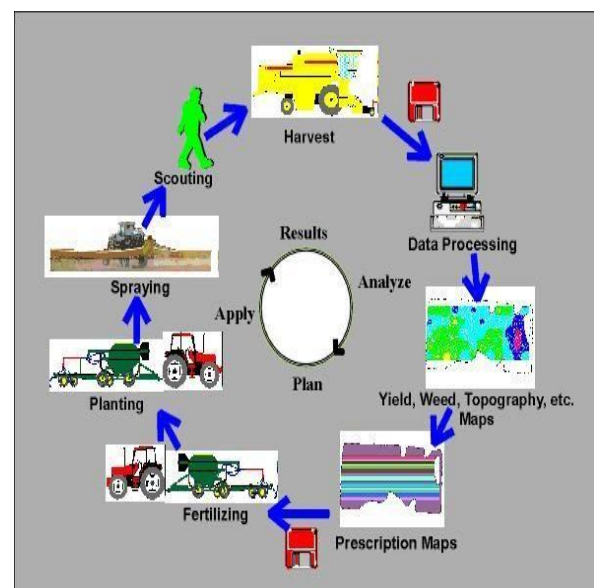 Harvest
Scouting
Data Processing
Results
Spraying
Analyze
Apply
Plan
Planting
Yield, Weed, Topography, etc.
Maps
Fertilizing
Prescription Maps